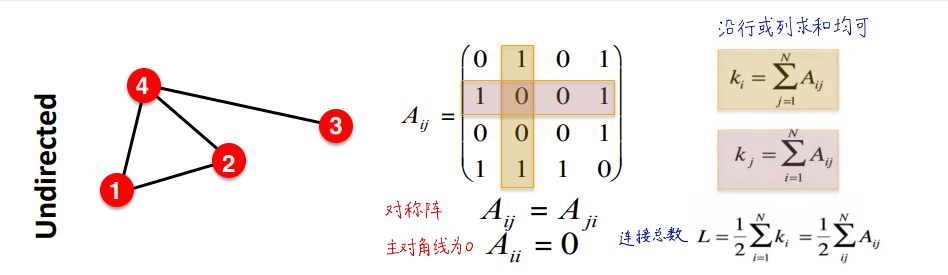 沿行或列求和均可
Undirected
4
3
2
1
A_{ij} = \begin{pmatrix} 0 & 1 & 0 & 1 \\ 1 & 0 & 0 & 1 \\ 0 & 0 & 0 & 1 \\ 1 & 1 & 1 & 0 \end{pmatrix}
k_i = \sum_{j=1}^{N} A_{ij}
k_j = \sum_{i=1}^{N} A_{ij}
对称阵 A_{ij} = A_{ji}
主对角线为0 A_{ii} = 0
连接总数 L = \frac{1}{2} \sum_{i=1}^{N} k_i = \frac{1}{2} \sum_{ij}^{N} A_{ij}